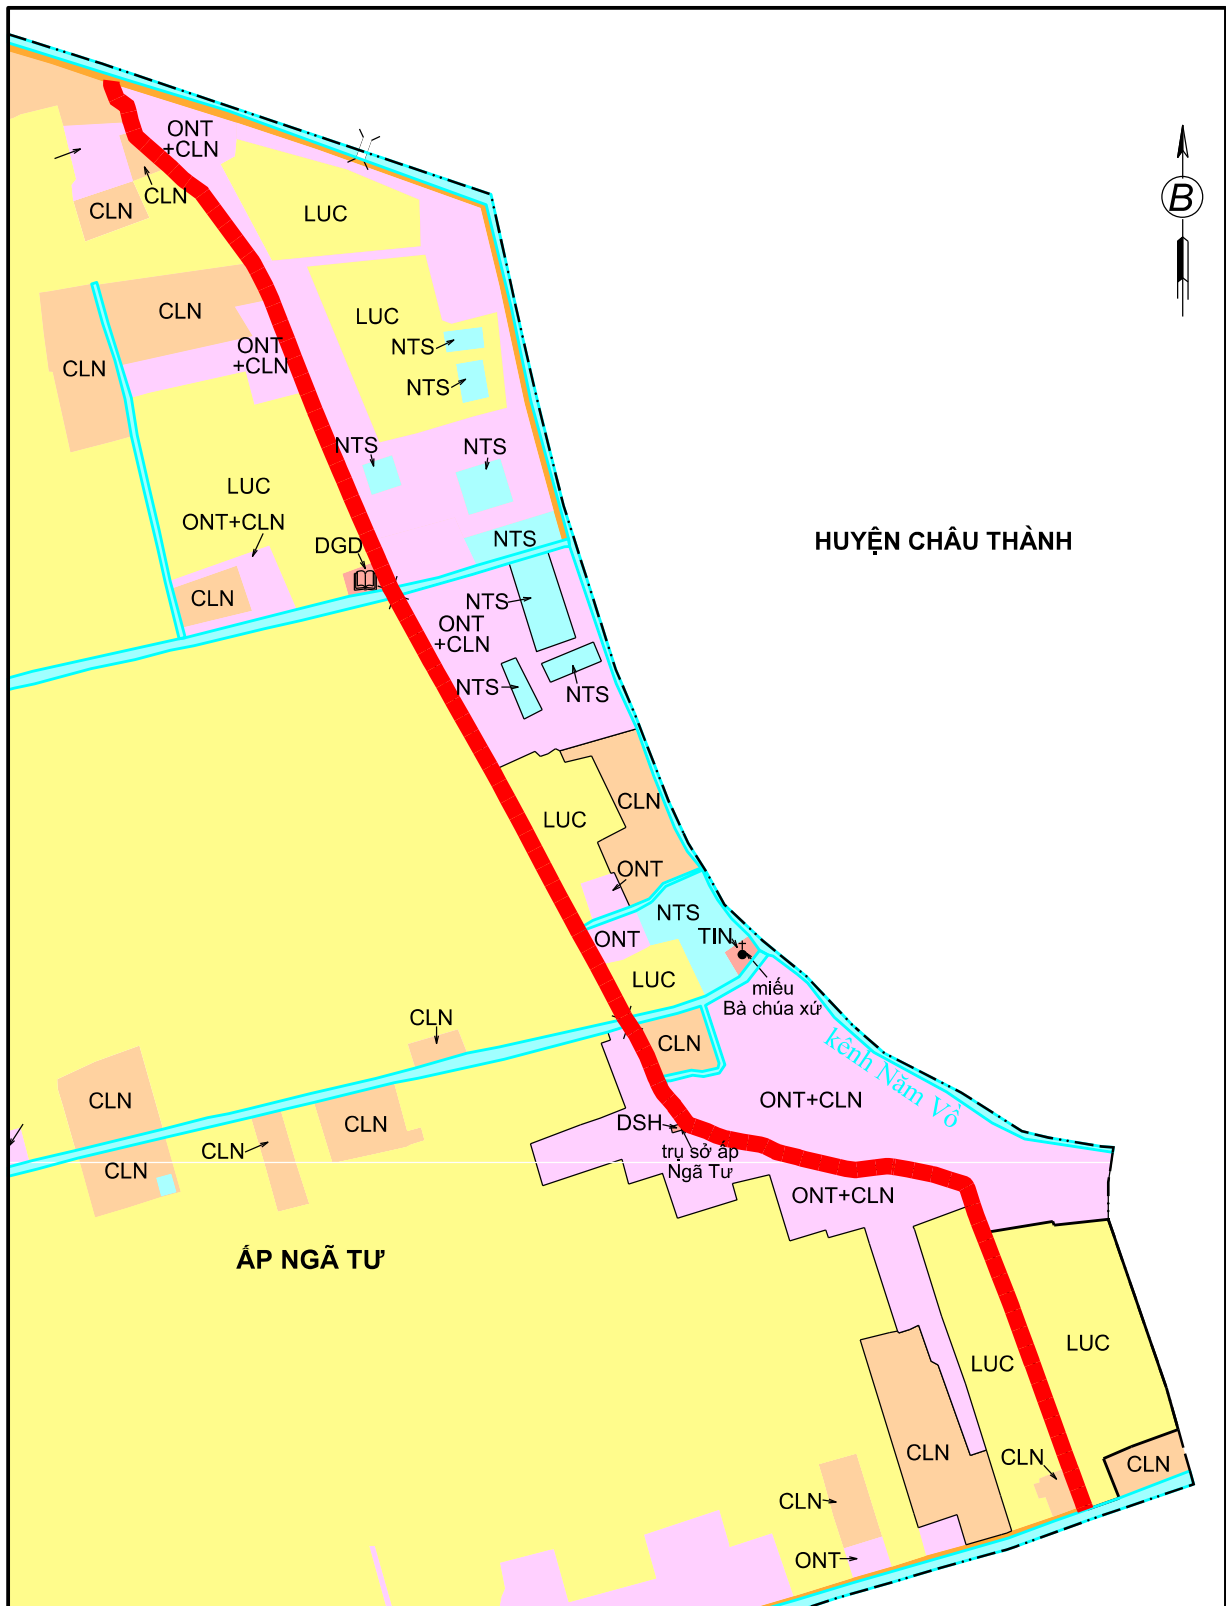 ONT
+CLN
CLN
CLN
LUC
B
CLN
LUC
ONT
+CLN
NTS
CLN
NTS
NTS
NTS
LUC
ONT+CLN
DGD
NTS
HUYỆN CHÂU THÀNH
CLN
NTS
ONT
+CLN
NTS
NTS
CLN
LUC
ONT
NTS
TIN
ONT
LUC
miếu
Bà chúa xứ
CLN
CLN
kênh Năm Vồ
CLN
ONT+CLN
CLN
DSH
CLN
trụ sở ấp
Ngã Tư
CLN
ONT+CLN
ẤP NGÃ TƯ
LUC
LUC
CLN
CLN
CLN
CLN
ONT